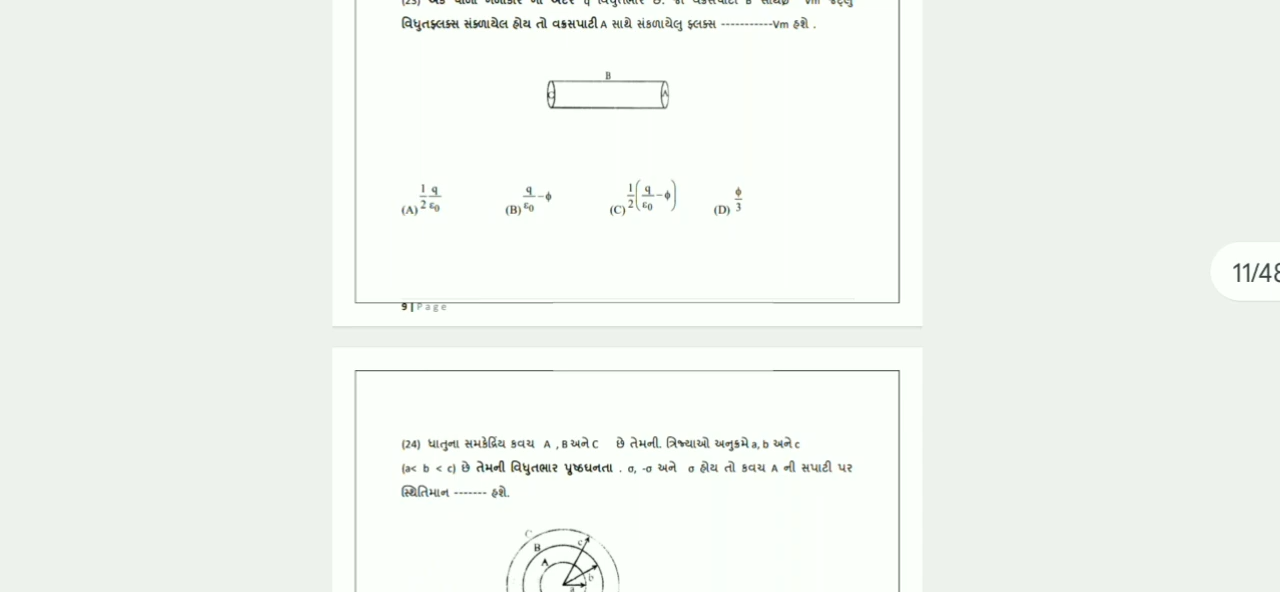 વિધુતફ્લક્સ સંકળાયેલ હોય તો વક્રસપાટી A સાથે સંકળાયેલુ ફ્લક્સ -----------Vm હશે .
B
C A
(A) 1/2 q/ε0 (B) q/ε0 −ϕ (C) 1/2(q/ε0 −ϕ) (D) ϕ/3
9 | Page
11/48
(24) ધાતુના સમકેંદ્રિય કવચ A , B અને C છે તેમની. ત્રિજ્યાઓ અનુક્રમે a, b અને c
(a< b < c) છે તેમની વિધુતભાર પૃષ્ઠઘનતા . σ, -σ અને σ હોય તો કવચ A ની સપાટી પર
સ્થિતિમાન ------- હશે.
C
B c
A
b
a